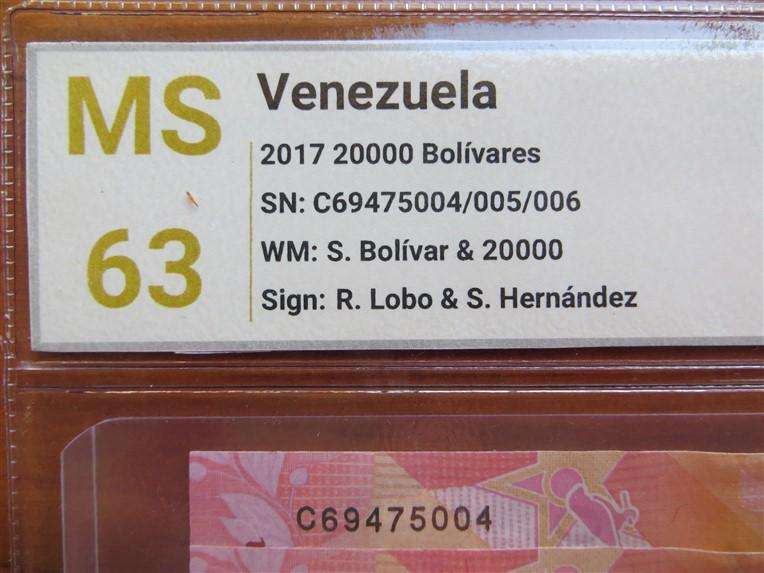 MS
63
Venezuela
2017 20000 Bolívares
SN: C69475004/005/006
WM: S. Bolívar & 20000
Sign: R. Lobo & S. Hernández
C69475004